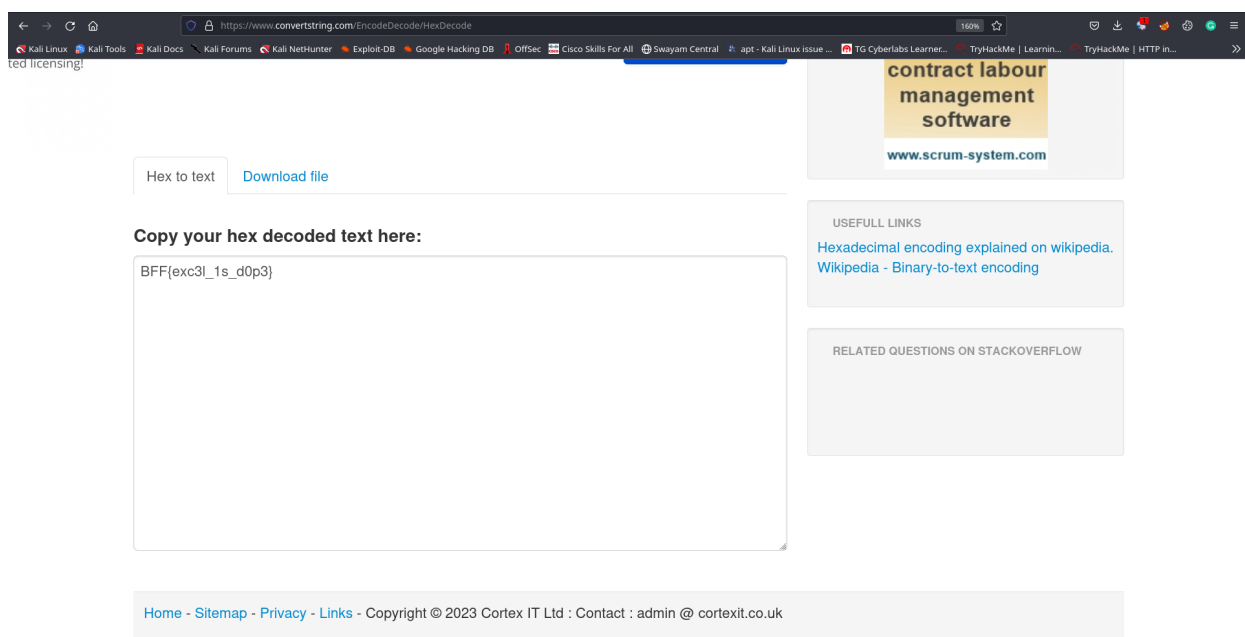 https://www.convertstring.com/EncodeDecode/HexDecode
160%
1
Kali Linux
Kali Tools
Kali Docs
Kali Forums
Kali NetHunter
Exploit-DB
Google Hacking DB
OffSec
Cisco Skills For All
Swayam Central
apt - Kali Linux issue ...
TG Cyberlabs Learner...
TryHackMe | Learnin...
TryHackMe | HTTP in...
ted licensing!
contract labour
management
software
www.scrum-system.com
Hex to text
Download file
Copy your hex decoded text here:
BFF{exc3l_1s_d0p3}
USEFULL LINKS
Hexadecimal encoding explained on wikipedia.
Wikipedia - Binary-to-text encoding
RELATED QUESTIONS ON STACKOVERFLOW
Home - Sitemap - Privacy - Links - Copyright © 2023 Cortex IT Ltd : Contact : admin @ cortexit.co.uk